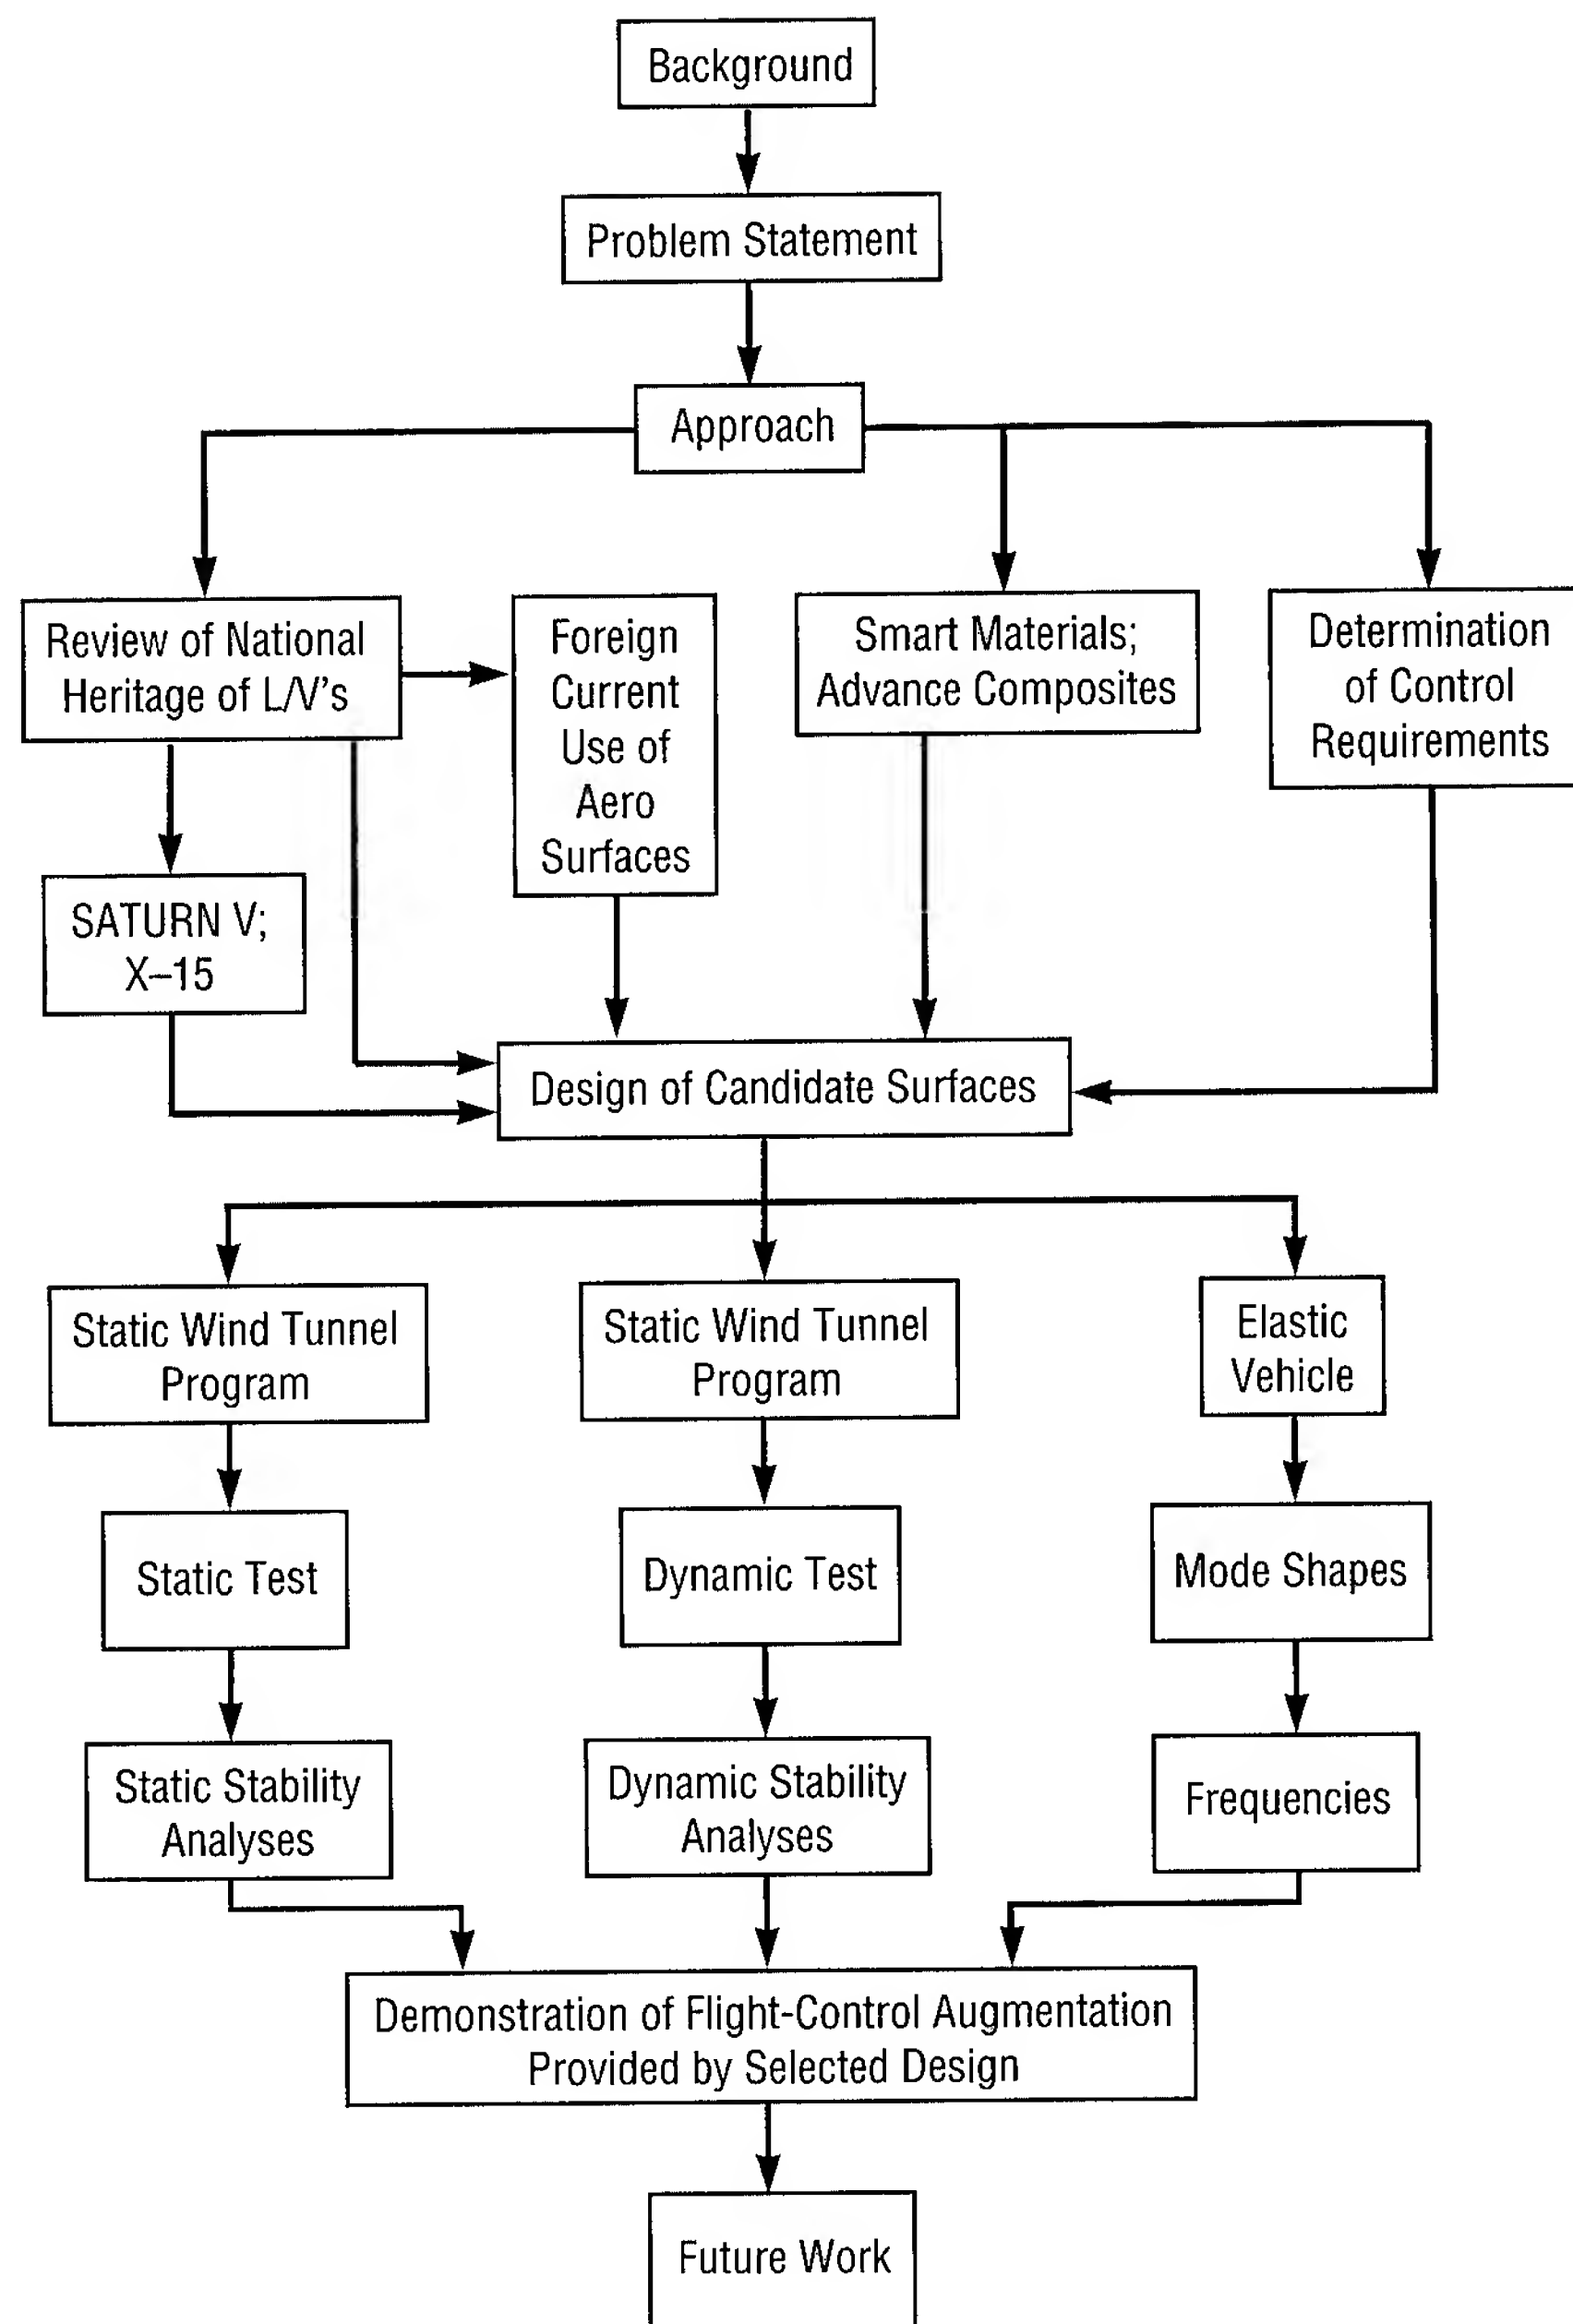 Background
Problem Statement
Approach
Review of National
Heritage of L/V's
Foreign
Current
Use of
Aero
Surfaces
Smart Materials;
Advance Composites
Determination
of Control
Requirements
SATURN V;
X–15
Design of Candidate Surfaces
Static Wind Tunnel
Program
Static Wind Tunnel
Program
Elastic
Vehicle
Static Test
Dynamic Test
Mode Shapes
Static Stability
Analyses
Dynamic Stability
Analyses
Frequencies
Demonstration of Flight-Control Augmentation
Provided by Selected Design
Future Work